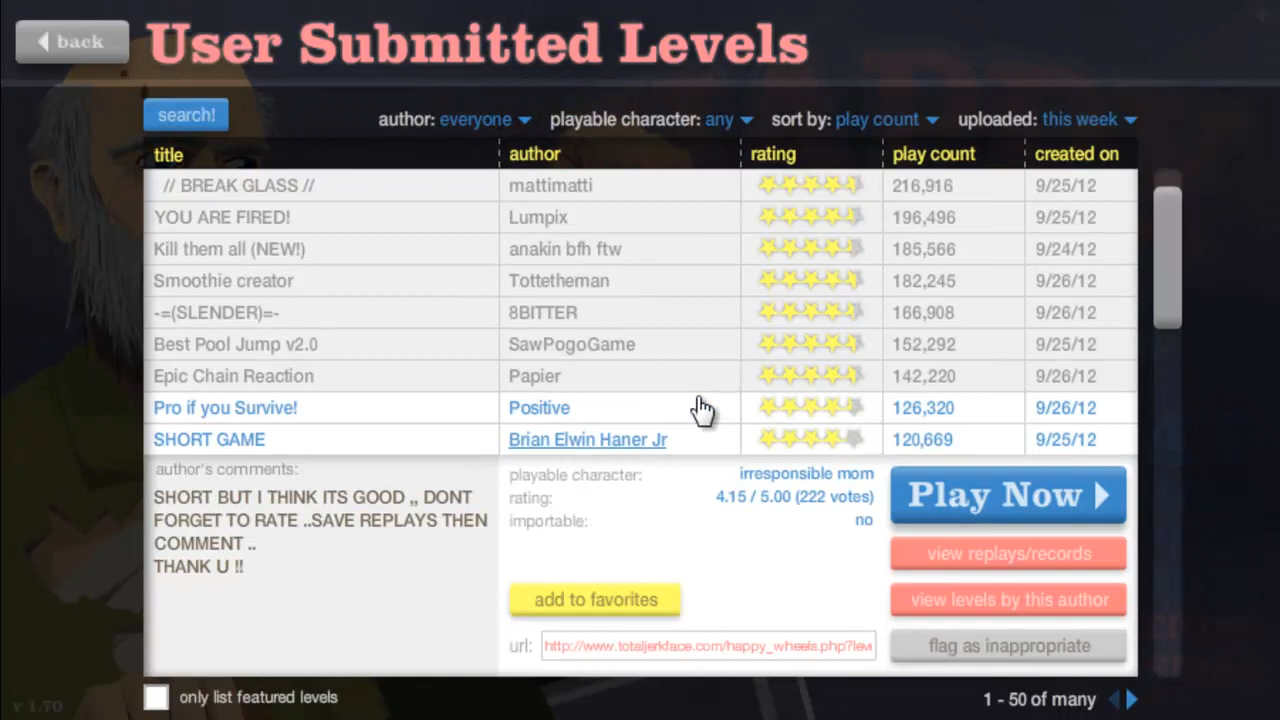 back
User Submitted Levels
search!
author: everyone playable character: any sort by: play count uploaded: this week
title author rating play count created on
// BREAK GLASS // mattimatti 216,916 9/25/12
YOU ARE FIRED! Lumpix 196,496 9/25/12
Kill them all (NEW!) anakin bfh ftw 185,566 9/24/12
Smoothie creator Tottetheman 182,245 9/26/12
-=(SLENDER)=- 8BITTER 166,908 9/26/12
Best Pool Jump v2.0 SawPogoGame 152,292 9/25/12
Epic Chain Reaction Papier 142,220 9/26/12
Pro if you Survive! Positive 126,320 9/26/12
SHORT GAME Brian Elwin Haner Jr 120,669 9/25/12
author's comments:
SHORT BUT I THINK ITS GOOD ,, DONT
FORGET TO RATE ..SAVE REPLAYS THEN
COMMENT ..
THANK U !!
playable character: irresponsible mom
rating: 4.15 / 5.00 (222 votes)
importable: no
add to favorites
url: http://www.totaljerkface.com/happy_wheels.php?lev
Play Now
view replays/records
view levels by this author
flag as inappropriate
only list featured levels
1 - 50 of many
v 1.70